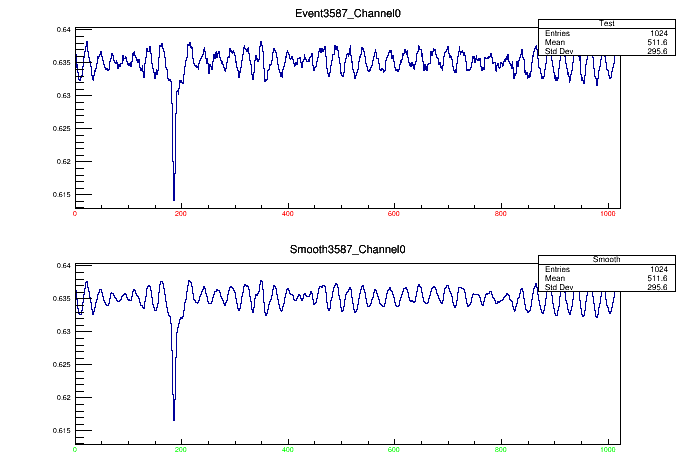 Event3587_Channel0
Test
Entries 1024
Mean 511.6
Std Dev 295.6
0.64
0.635
0.63
0.625
0.62
0.615
0 200 400 600 800 1000
Smooth3587_Channel0
Smooth
Entries 1024
Mean 511.6
Std Dev 295.6
0.64
0.635
0.63
0.625
0.62
0.615
0 200 400 600 800 1000